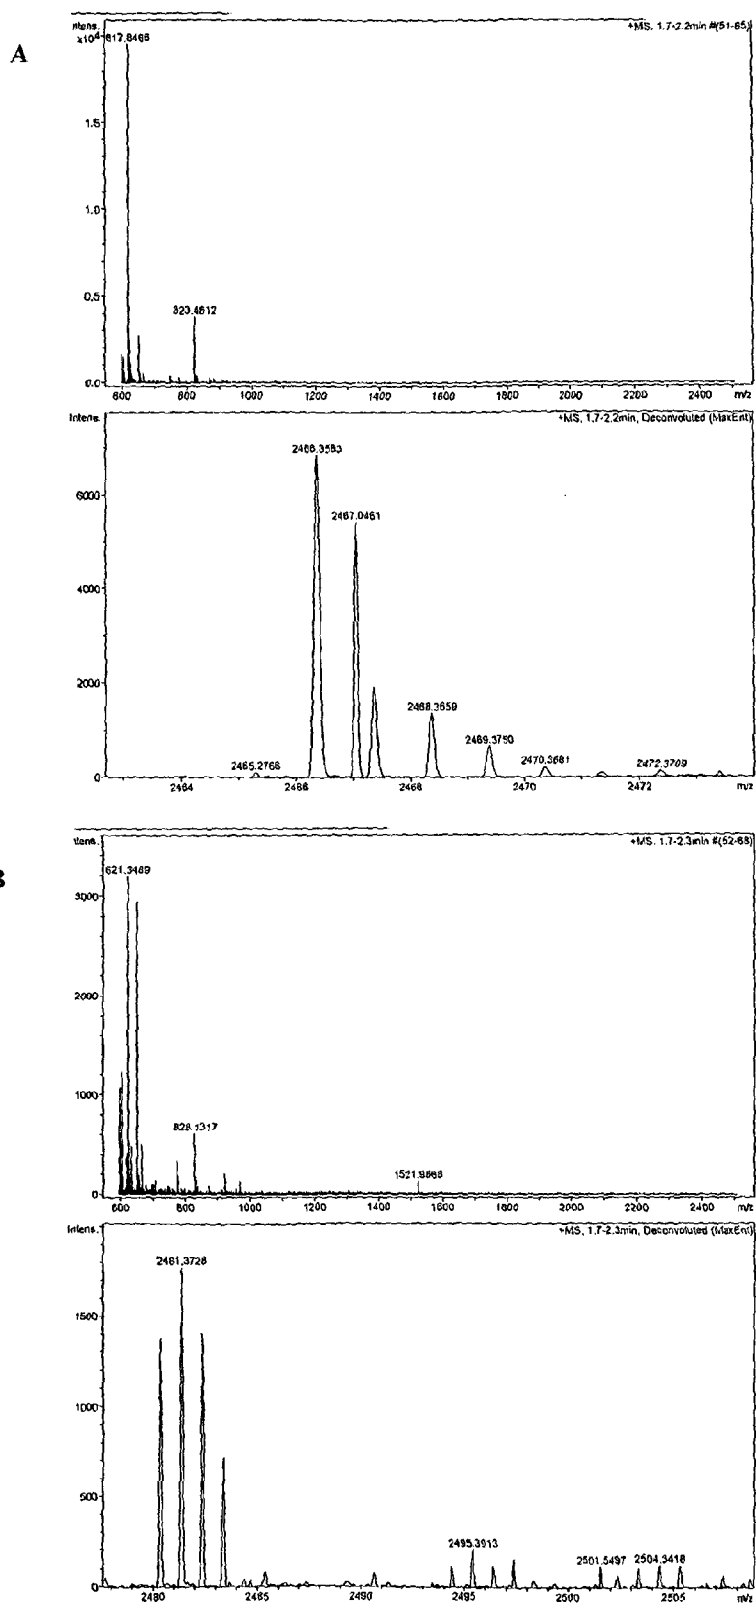 A
Intens.
x10⁴
617.8466
+MS, 1.7-2.2min #(51-65)
1.5
1.0
0.5
0.0
823.4612
600 800 1000 1200 1400 1600 1800 2000 2200 2400 m/z
Intens.
+MS, 1.7-2.2min, Deconvoluted (MaxEnt)
6000
4000
2000
0
2465.2766
2466.3583
2467.0461
2468.3659
2469.3750
2470.3681
2472.3709
2464 2466 2468 2470 2472 m/z
B
Intens.
+MS, 1.7-2.3min #(52-68)
621.3469
3000
2000
1000
0
828.1317
1521.9666
600 800 1000 1200 1400 1600 1800 2000 2200 2400 m/z
Intens.
+MS, 1.7-2.3min, Deconvoluted (MaxEnt)
1500
1000
500
0
2481.3728
2495.3913
2501.5497
2504.3418
2480 2485 2490 2495 2500 2505 m/z